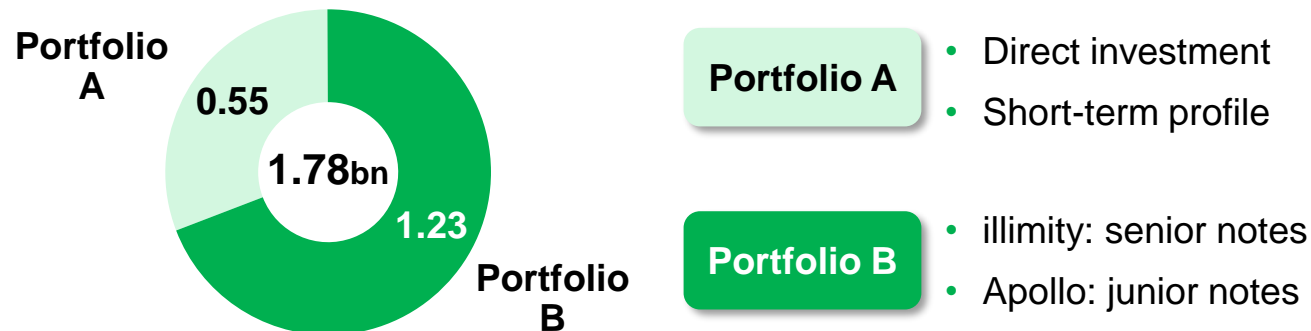 Portfolio
A
0.55
1.78bn
1.23
Portfolio
B
Portfolio A
• Direct investment
• Short-term profile
Portfolio B
• illimity: senior notes
• Apollo: junior notes